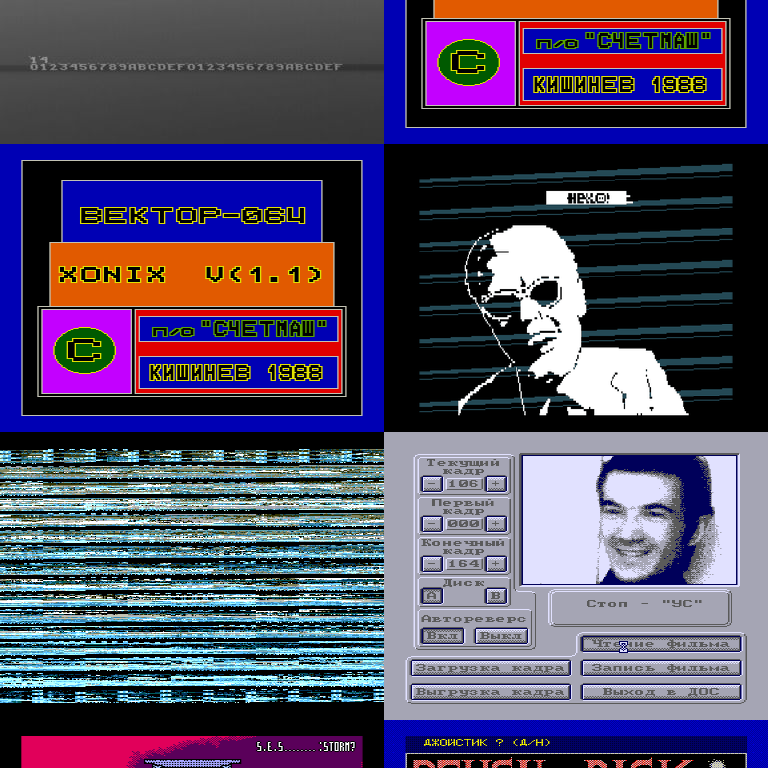 14
0123456789ABCDEF0123456789ABCDEF
п/о "СЧЕТМАШ"
C
КИШИНЕВ 1988
ВЕКТОР-06Ц
XONIX V(1.1)
п/о "СЧЕТМАШ"
C
КИШИНЕВ 1988
Текущий
кадр
- 106 +
Первый
кадр
- 000 +
Конечный
кадр
- 164 +
Диск
A B
Автореверс
Вкл Выкл
Стоп - "УС"
Чтение фильма
Загрузка кадра Запись фильма
Выгрузка кадра Выход в ДОС
S.E.S........:STORM?
ДЖОЙСТИК ? (Д/Н)